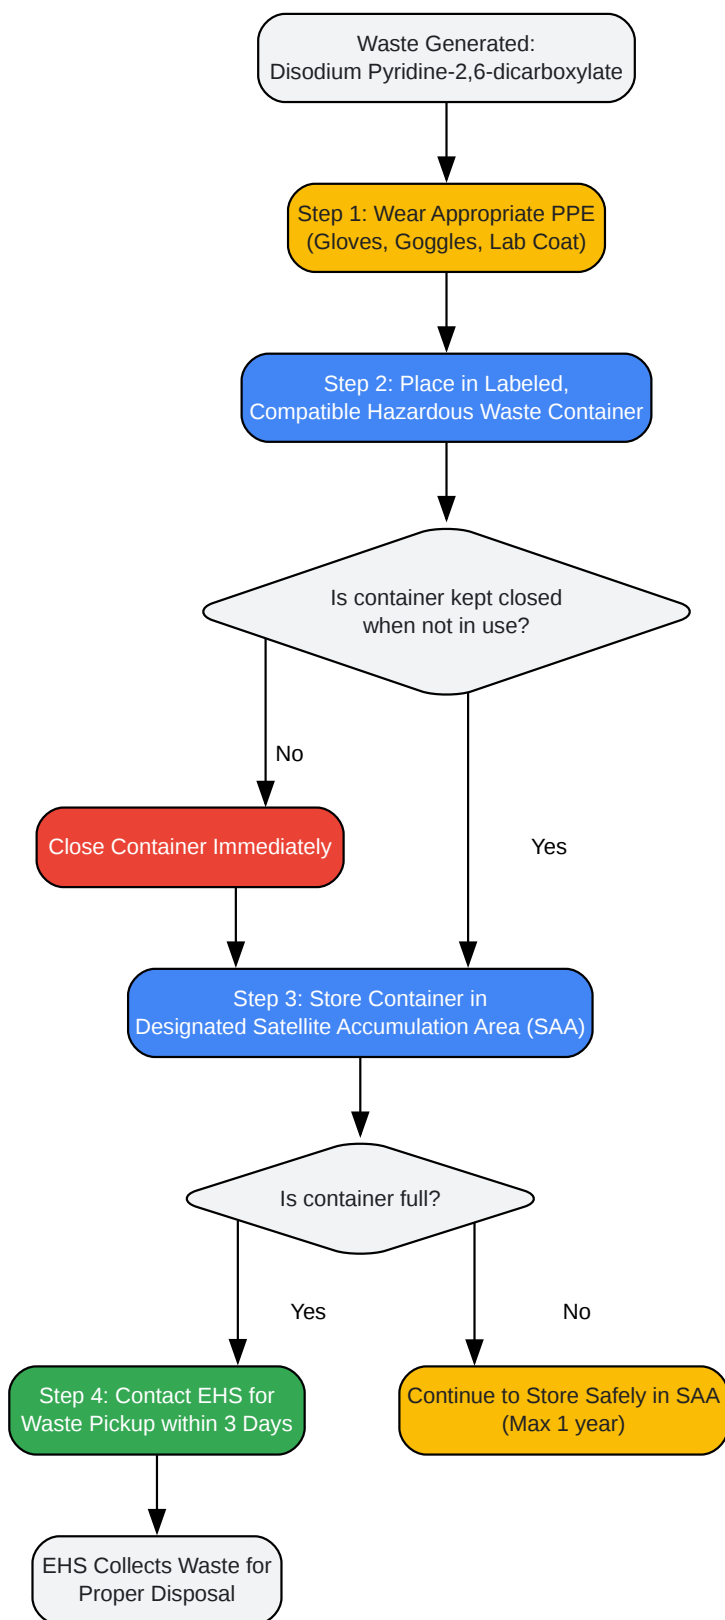 Waste Generated:
Disodium Pyridine-2,6-dicarboxylate
Step 1: Wear Appropriate PPE
(Gloves, Goggles, Lab Coat)
Step 2: Place in Labeled,
Compatible Hazardous Waste Container
Is container kept closed
when not in use?
No
Close Container Immediately
Yes
Step 3: Store Container in
Designated Satellite Accumulation Area (SAA)
Is container full?
Yes
No
Step 4: Contact EHS for
Waste Pickup within 3 Days
Continue to Store Safely in SAA
(Max 1 year)
EHS Collects Waste for
Proper Disposal